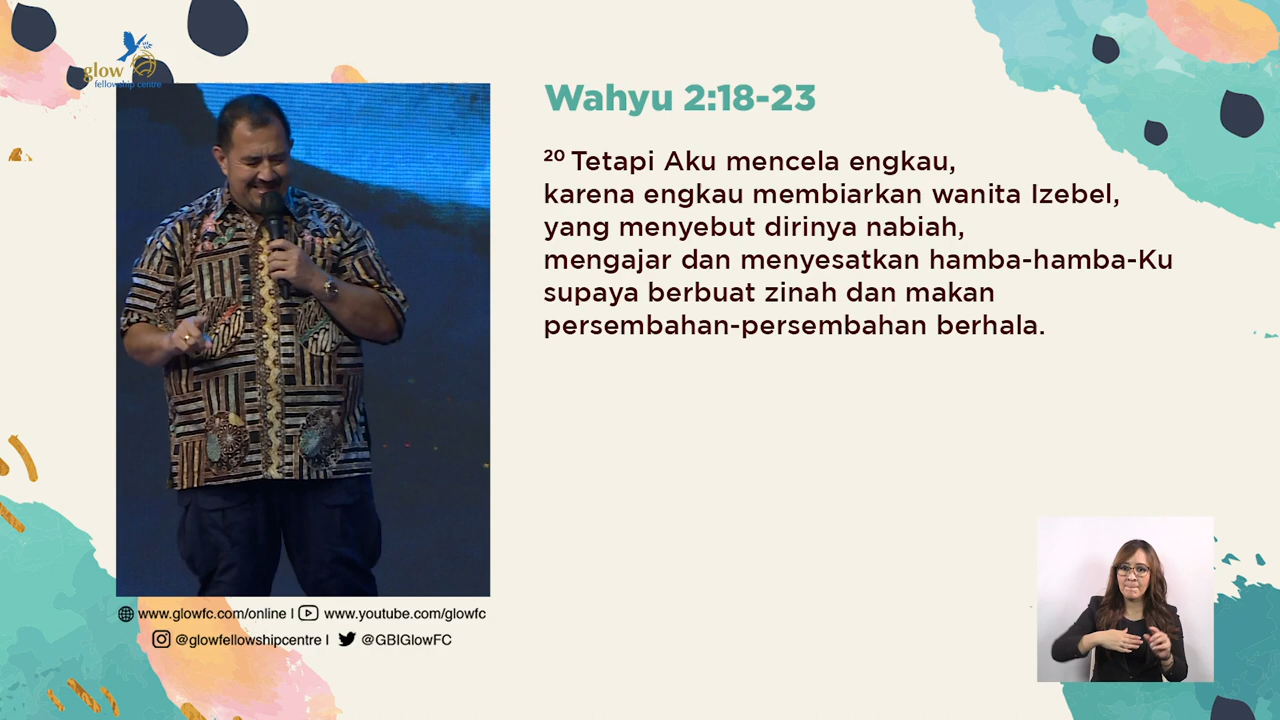 glow
fellowship centre
Wahyu 2:18-23
20 Tetapi Aku mencela engkau,
karena engkau membiarkan wanita Izebel,
yang menyebut dirinya nabiah,
mengajar dan menyesatkan hamba-hamba-Ku
supaya berbuat zinah dan makan
persembahan-persembahan berhala.
www.glowfc.com/online I www.youtube.com/glowfc
@glowfellowshipcentre I @GBIGlowFC